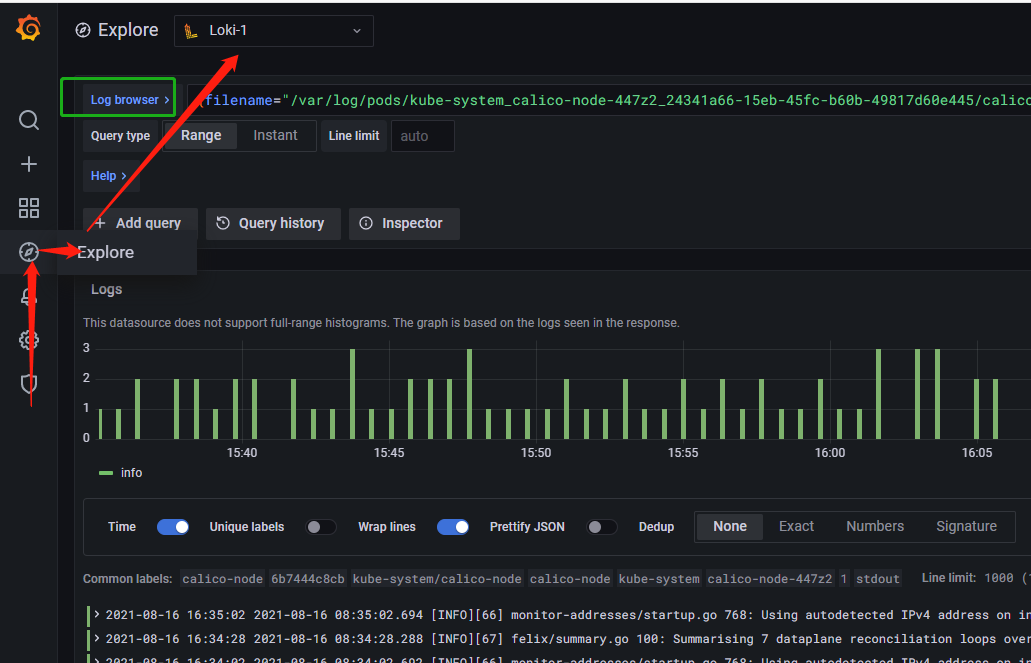 Explore Loki-1
Log browser > {filename="/var/log/pods/kube-system_calico-node-447z2_24341a66-15eb-45fc-b60b-49817d60e445/calico
Query type Range Instant Line limit auto
Help >
+ Add query Query history Inspector
Explore
Logs
This datasource does not support full-range histograms. The graph is based on the logs seen in the response.
3
2
1
0
15:40 15:45 15:50 15:55 16:00 16:05
info
Time Unique labels Wrap lines Prettify JSON Dedup None Exact Numbers Signature
Common labels: calico-node 6b7444c8cb kube-system/calico-node calico-node kube-system calico-node-447z2 1 stdout Line limit: 1000 (
> 2021-08-16 16:35:02 2021-08-16 08:35:02.694 [INFO][66] monitor-addresses/startup.go 768: Using autodetected IPv4 address on in
> 2021-08-16 16:34:28 2021-08-16 08:34:28.288 [INFO][67] felix/summary.go 100: Summarising 7 dataplane reconciliation loops over
> 2021-08-16 16:34:02 2021-08-16 08:34:02.692 [INFO][66] monitor-addresses/startup.go 768: Using autodetected IPv4 address on in